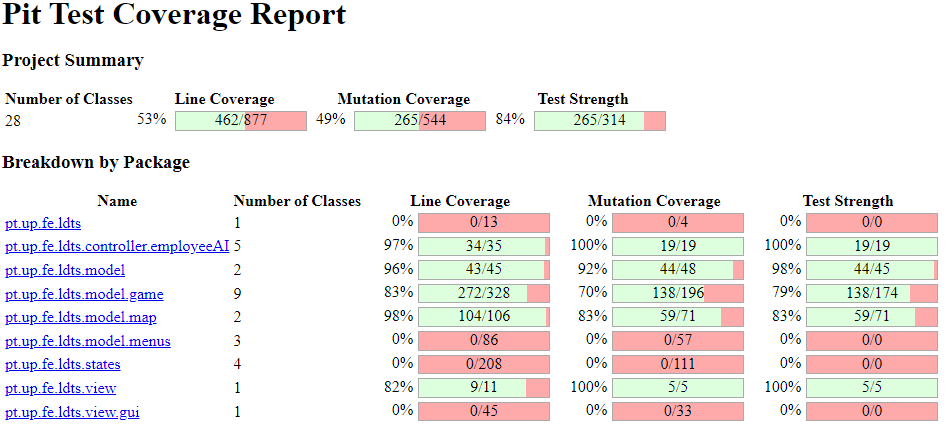 Pit Test Coverage Report
Project Summary
Number of Classes Line Coverage Mutation Coverage Test Strength
28 53% 462/877 49% 265/544 84% 265/314
Breakdown by Package
Name Number of Classes Line Coverage Mutation Coverage Test Strength
pt.up.fe.ldts 1 0% 0/13 0% 0/4 0% 0/0
pt.up.fe.ldts.controller.employeeAI 5 97% 34/35 100% 19/19 100% 19/19
pt.up.fe.ldts.model 2 96% 43/45 92% 44/48 98% 44/45
pt.up.fe.ldts.model.game 9 83% 272/328 70% 138/196 79% 138/174
pt.up.fe.ldts.model.map 2 98% 104/106 83% 59/71 83% 59/71
pt.up.fe.ldts.model.menus 3 0% 0/86 0% 0/57 0% 0/0
pt.up.fe.ldts.states 4 0% 0/208 0% 0/111 0% 0/0
pt.up.fe.ldts.view 1 82% 9/11 100% 5/5 100% 5/5
pt.up.fe.ldts.view.gui 1 0% 0/45 0% 0/33 0% 0/0